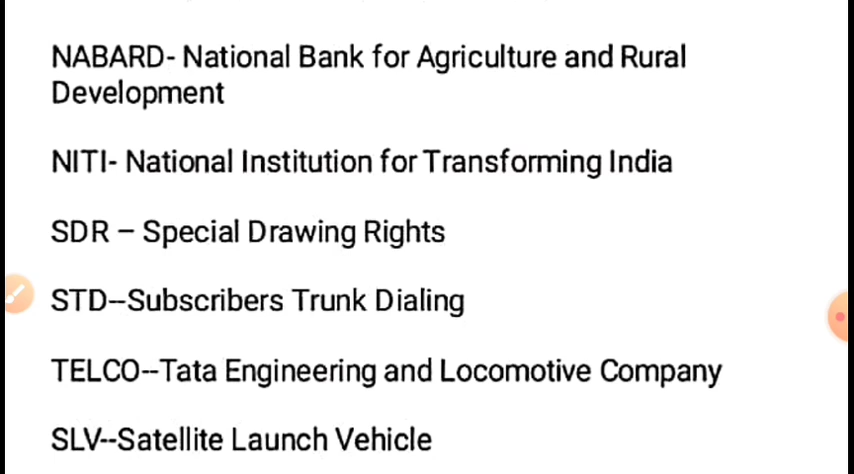 NABARD- National Bank for Agriculture and Rural
Development
NITI- National Institution for Transforming India
SDR – Special Drawing Rights
STD--Subscribers Trunk Dialing
TELCO--Tata Engineering and Locomotive Company
SLV--Satellite Launch Vehicle